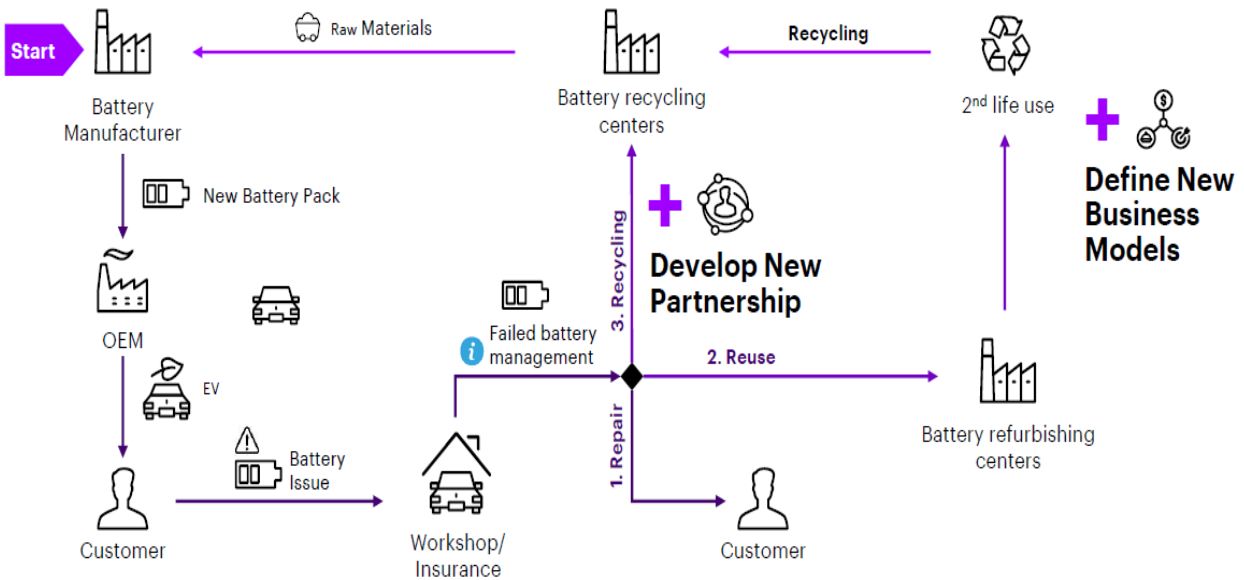 Start
Raw Materials
Recycling
Battery
Manufacturer
Battery recycling
centers
2nd life use
Define New
Business
Models
New Battery Pack
3. Recycling
Develop New
Partnership
OEM
Failed battery
i management
2. Reuse
EV
1. Repair
Battery refurbishing
centers
Battery
Issue
Customer
Workshop/
Insurance
Customer
$